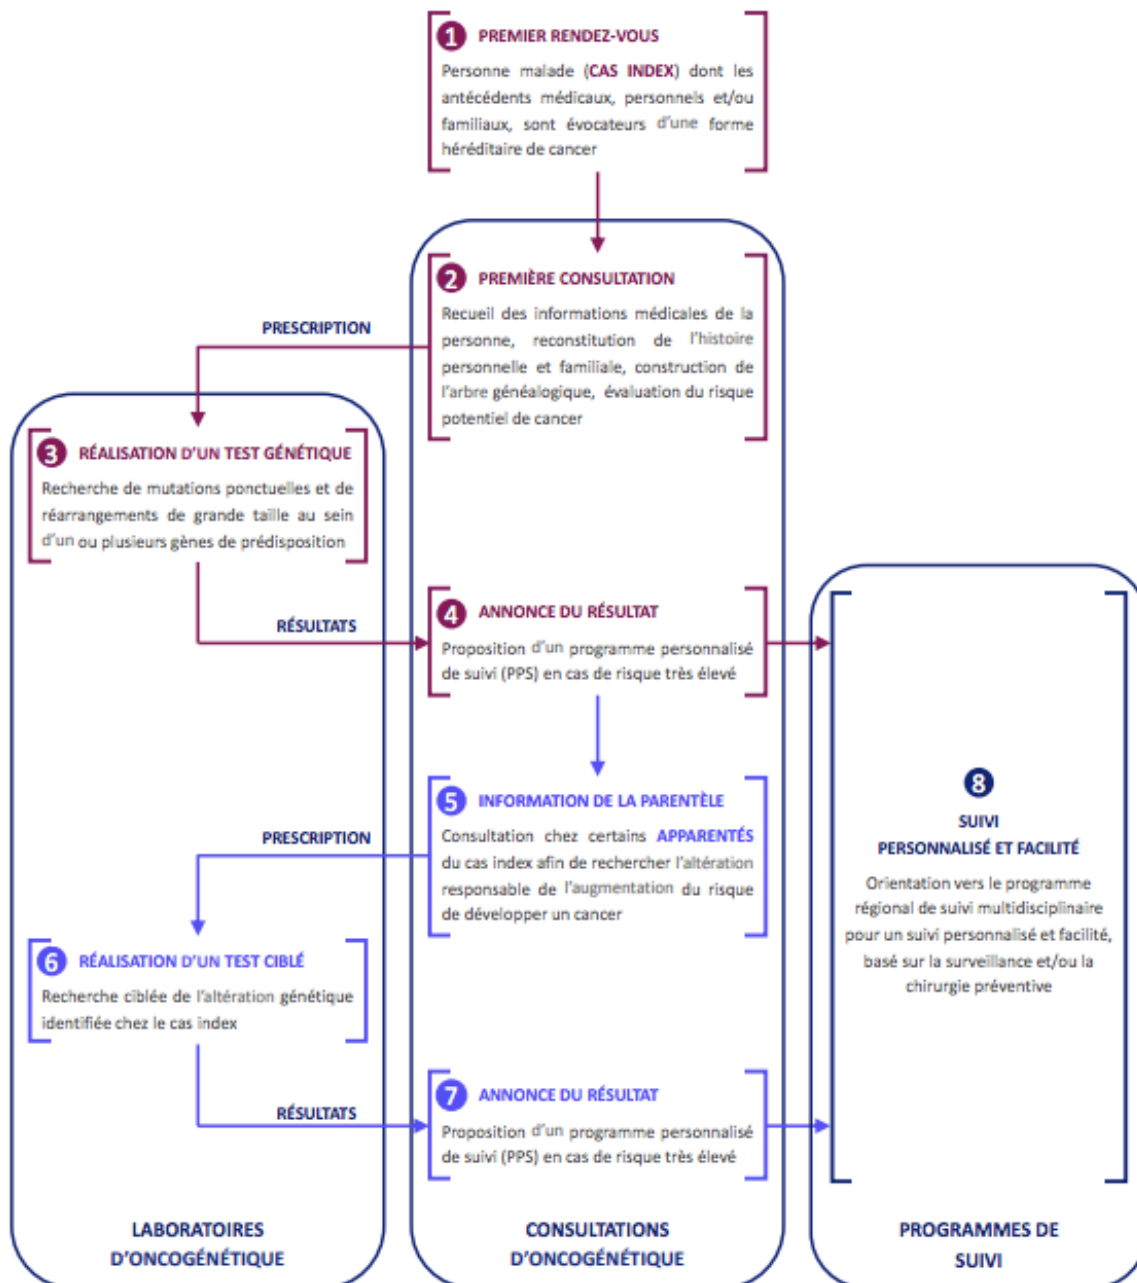 1 PREMIER RENDEZ-VOUS
Personne malade (CAS INDEX) dont les
antécédents médicaux, personnels et/ou
familiaux, sont évocateurs d'une forme
héréditaire de cancer
2 PREMIÈRE CONSULTATION
Recueil des informations médicales de la
personne, reconstitution de l'histoire
personnelle et familiale, construction de
l'arbre généalogique, évaluation du risque
potentiel de cancer
PRESCRIPTION
3 RÉALISATION D'UN TEST GÉNÉTIQUE
Recherche de mutations ponctuelles et de
réarrangements de grande taille au sein
d'un ou plusieurs gènes de prédisposition
RÉSULTATS
4 ANNONCE DU RÉSULTAT
Proposition d'un programme personnalisé
de suivi (PPS) en cas de risque très élevé
5 INFORMATION DE LA PARENTÈLE
Consultation chez certains APPARENTÉS
du cas index afin de rechercher l'altération
responsable de l'augmentation du risque
de développer un cancer
PRESCRIPTION
6 RÉALISATION D'UN TEST CIBLÉ
Recherche ciblée de l'altération génétique
identifiée chez le cas index
RÉSULTATS
7 ANNONCE DU RÉSULTAT
Proposition d'un programme personnalisé
de suivi (PPS) en cas de risque très élevé
8
SUIVI
PERSONNALISÉ ET FACILITÉ
Orientation vers le programme
régional de suivi multidisciplinaire
pour un suivi personnalisé et facilité,
basé sur la surveillance et/ou la
chirurgie préventive
LABORATOIRES
D'ONCOGÉNÉTIQUE
CONSULTATIONS
D'ONCOGÉNÉTIQUE
PROGRAMMES DE
SUIVI